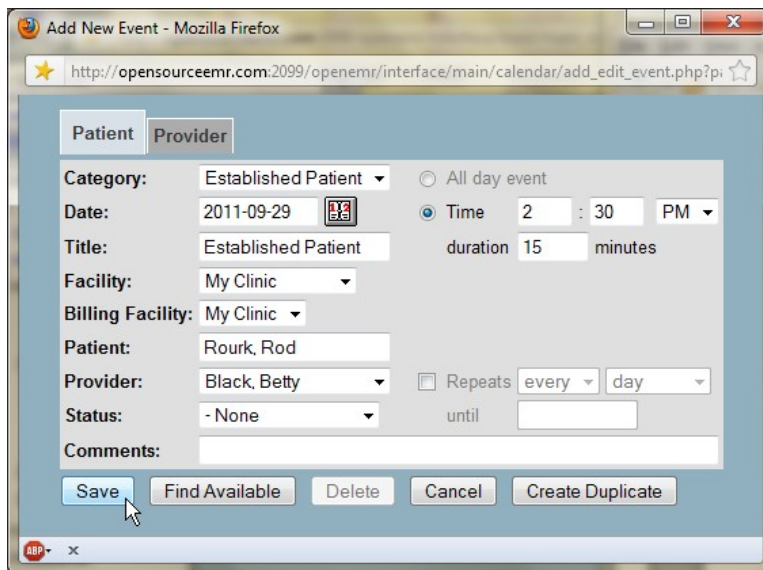 Add New Event - Mozilla Firefox
http://opensourceemr.com:2099/openemr/interface/main/calendar/add_edit_event.php?p
Patient Provider
Category: Established Patient All day event
Date: 2011-09-29 Time 2 : 30 PM
Title: Established Patient duration 15 minutes
Facility: My Clinic
Billing Facility: My Clinic
Patient: Rourk, Rod
Provider: Black, Betty Repeats every day
Status: - None until
Comments:
Save Find Available Delete Cancel Create Duplicate
ABP x